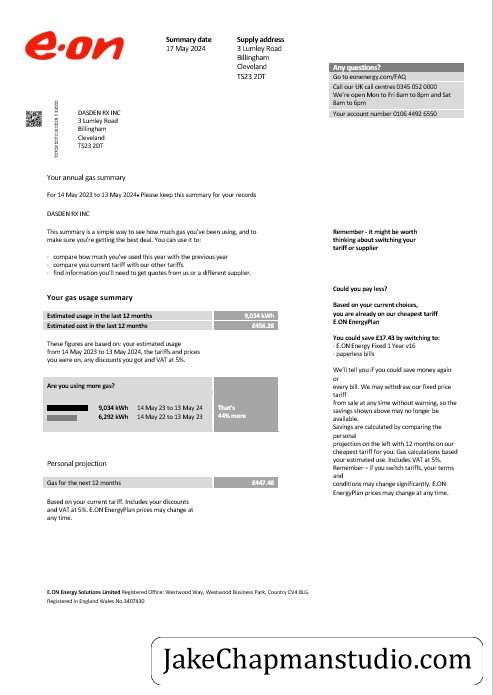 e·on
Summary date
17 May 2024
Supply address
3 Lumley Road
Billingham
Cleveland
TS23 2DT
Any questions?
Go to eonenergy.com/FAQ
Call our UK call centres 0345 052 0000
We're open Mon to Fri 8am to 8pm and Sat
8am to 6pm
Your account number 0106 4492 6550
DASDEN RX INC
3 Lumley Road
Billingham
Cleveland
TS23 2DT
Your annual gas summary
For 14 May 2023 to 13 May 2024• Please keep this summary for your records
DASDEN RX INC
This summary is a simple way to see how much gas you've been using, and to
make sure you're getting the best deal. You can use it to:
- compare how much you've used this year with the previous year
- compare you current tariff with our other tariffs
- find information you'll need to get quotes from us or a different supplier.
Your gas usage summary
Estimated usage in the last 12 months 9,034 kWh
Estimated cost in the last 12 months £456.28
These figures are based on: your estimated usage
from 14 May 2023 to 13 May 2024, the tariffs and prices
you were on, any discounts you got and VAT at 5%.
Are you using more gas?
9,034 kWh 14 May 23 to 13 May 24
6,292 kWh 14 May 22 to 13 May 23
That's
44% more
Personal projection
Gas for the next 12 months £447.48
Based on your current tariff. Includes your discounts
and VAT at 5%. E.ON EnergyPlan prices may change at
any time.
Remember - it might be worth
thinking about switching your
tariff or supplier
Could you pay less?
Based on your current choices,
you are already on our cheapest tariff
E.ON EnergyPlan
You could save £17.43 by switching to:
· E.ON Energy Fixed 1 Year v16
· paperless bills
We'll tell you if you could save money again
or
every bill. We may withdraw our fixed price
tariff
from sale at any time without warning, so the
savings shown above may no longer be
available.
Savings are calculated by comparing the
personal
projection on the left with 12 months on our
cheapest tariff for you. Gas calculations based
your estimated use. Includes VAT at 5%.
Remember – if you switch tariffs, your terms
and
conditions may change significantly. E.ON
EnergyPlan prices may change at any time.
E.ON Energy Solutions Limited Registered Office: Westwood Way, Westwood Business Park, Country CV4 8LG.
Registered in England Wales No.3407430
JakeChapmanstudio.com